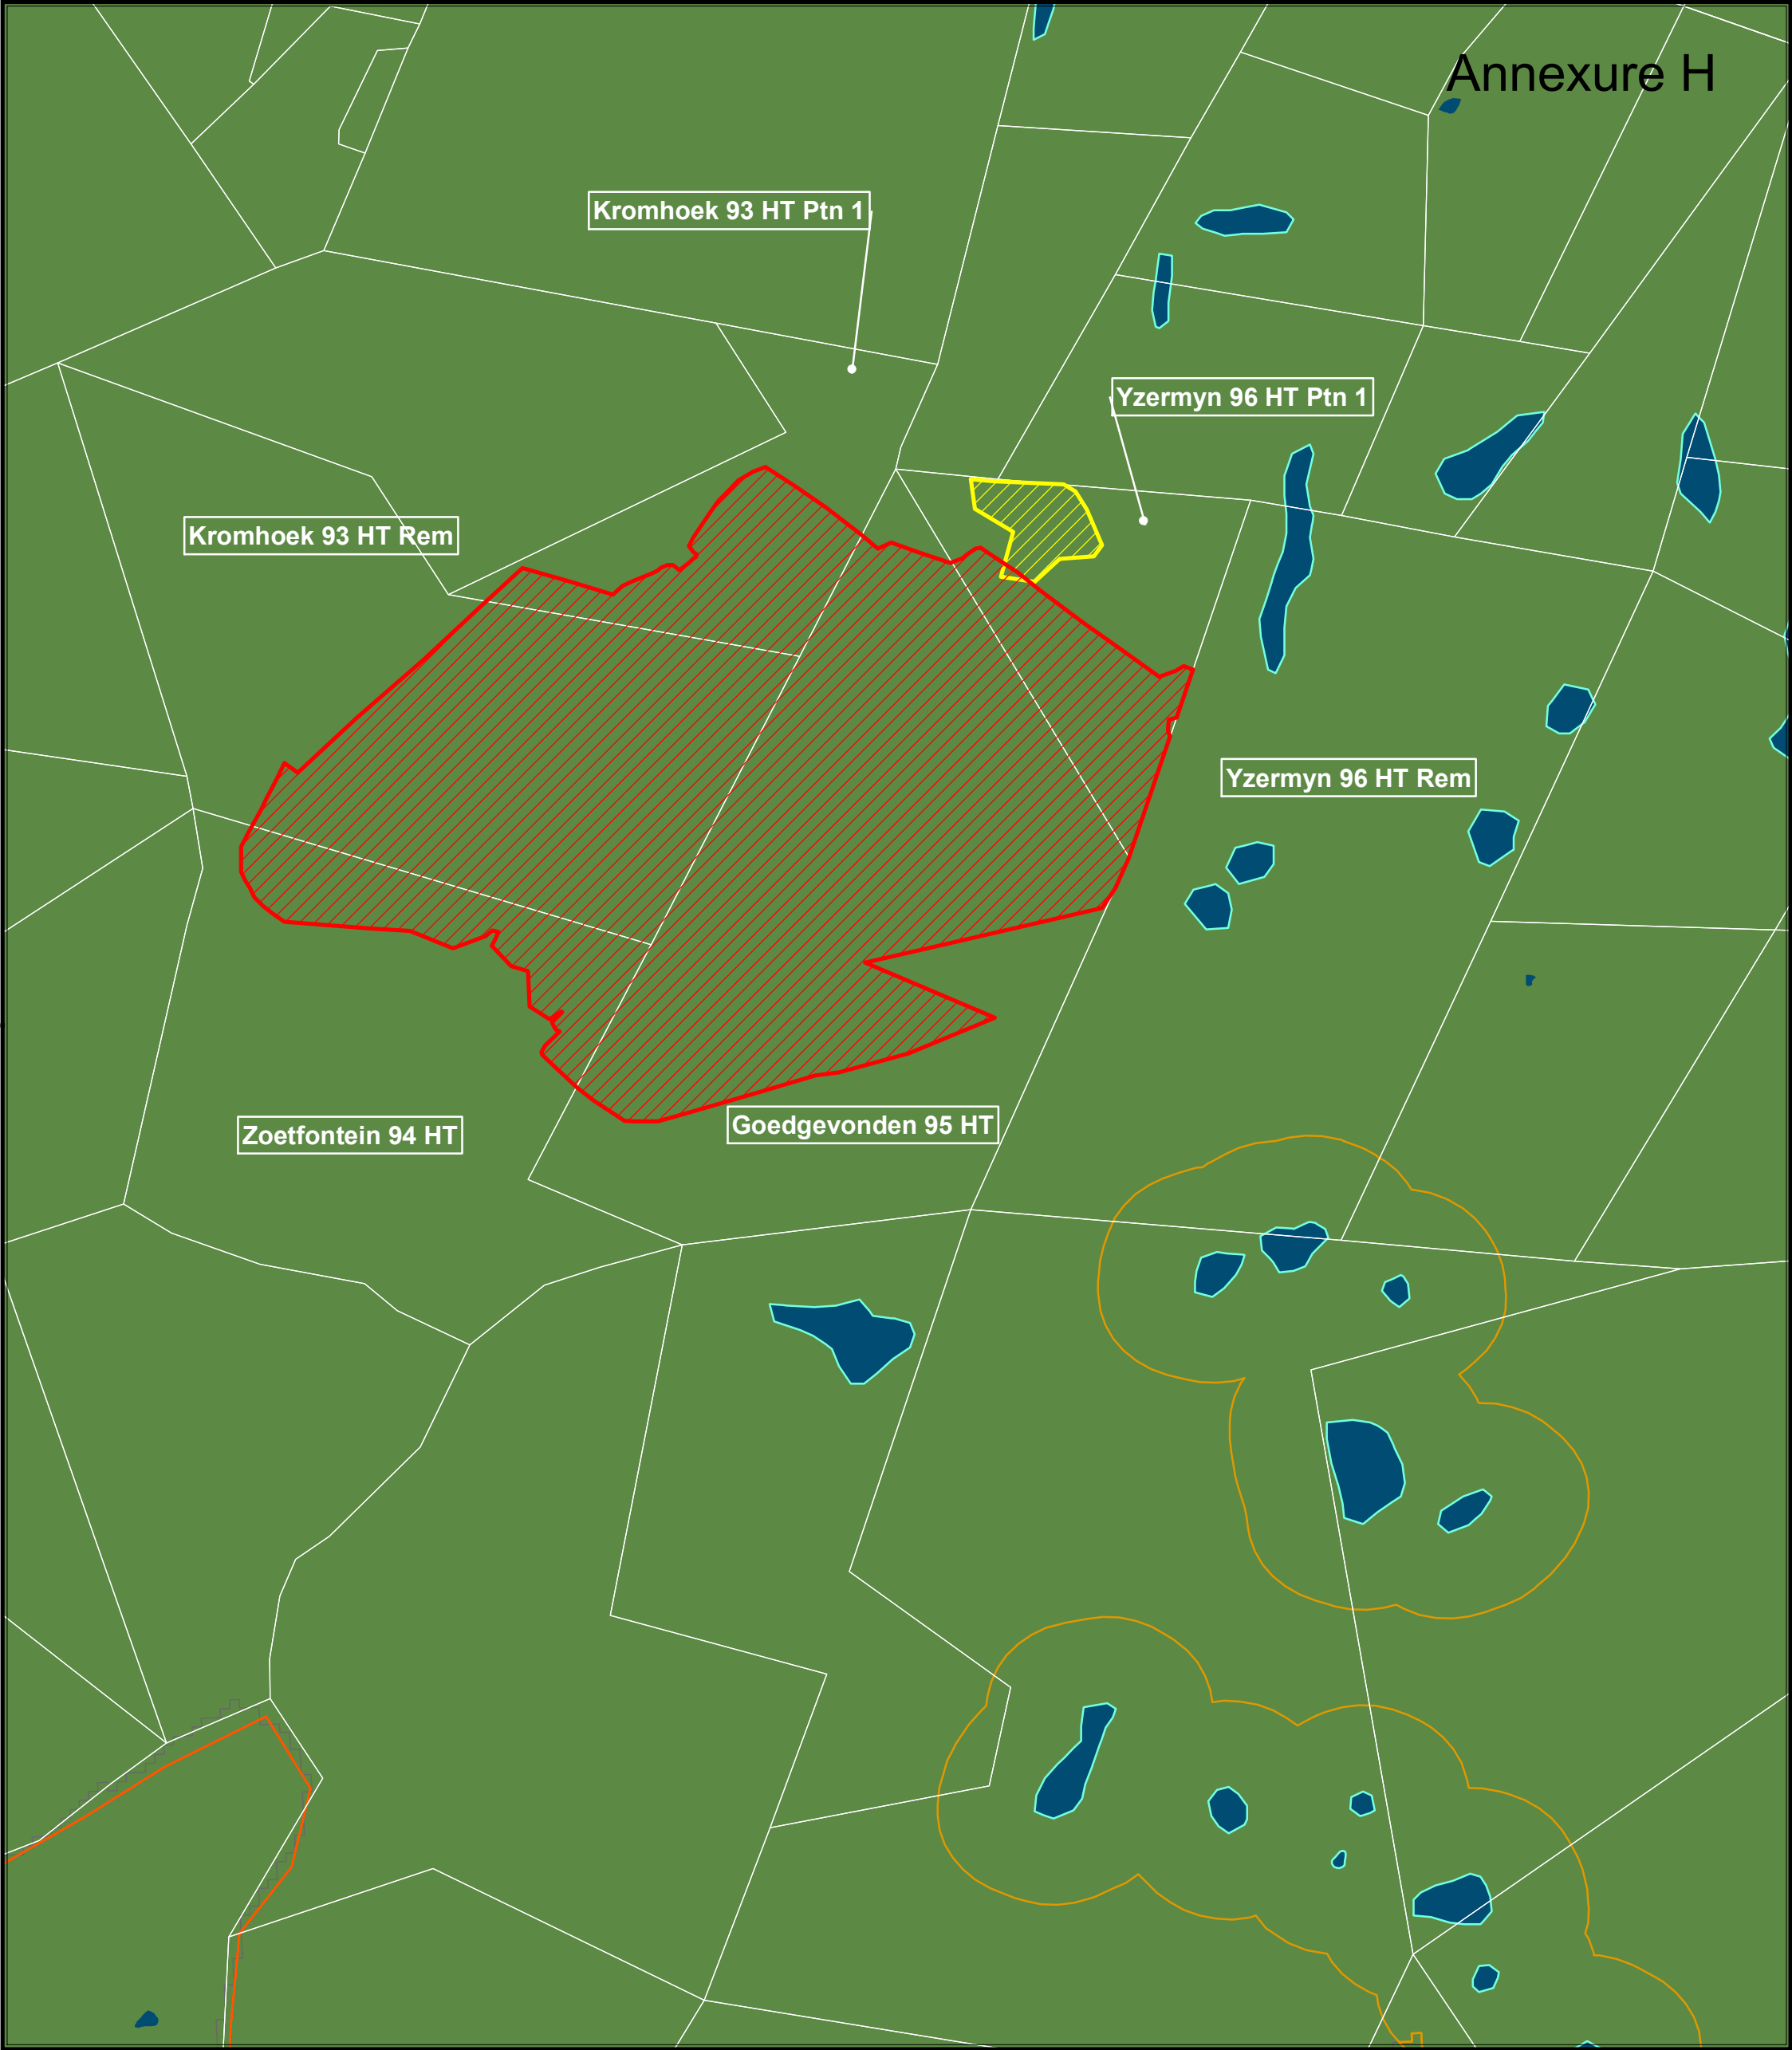 Annexure H
Kromhoek 93 HT Ptn 1
Yzermyn 96 HT Ptn 1
Kromhoek 93 HT Rem
Yzermyn 96 HT Rem
Zoetfontein 94 HT
Goedgevonden 95 HT